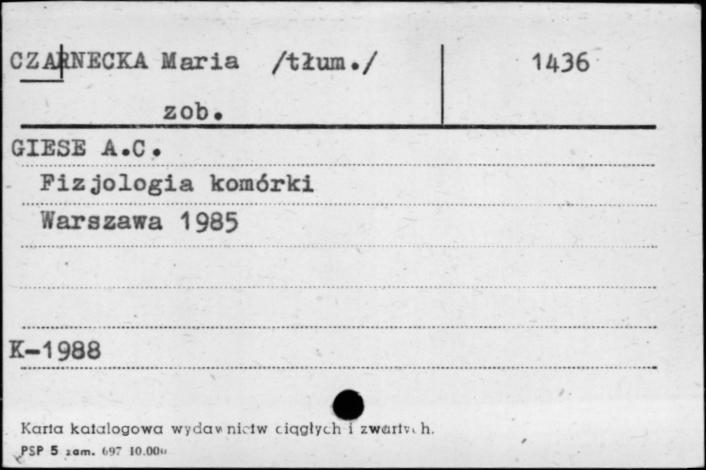 CZARNECKA Maria /tłum./ 1436
zob.
GIESE A.C.
Fizjologia komórki
Warszawa 1985
K-1988
Karta katalogowa wydawnictw ciągłych i zwartych.
PSP 5 zam. 697 10.000